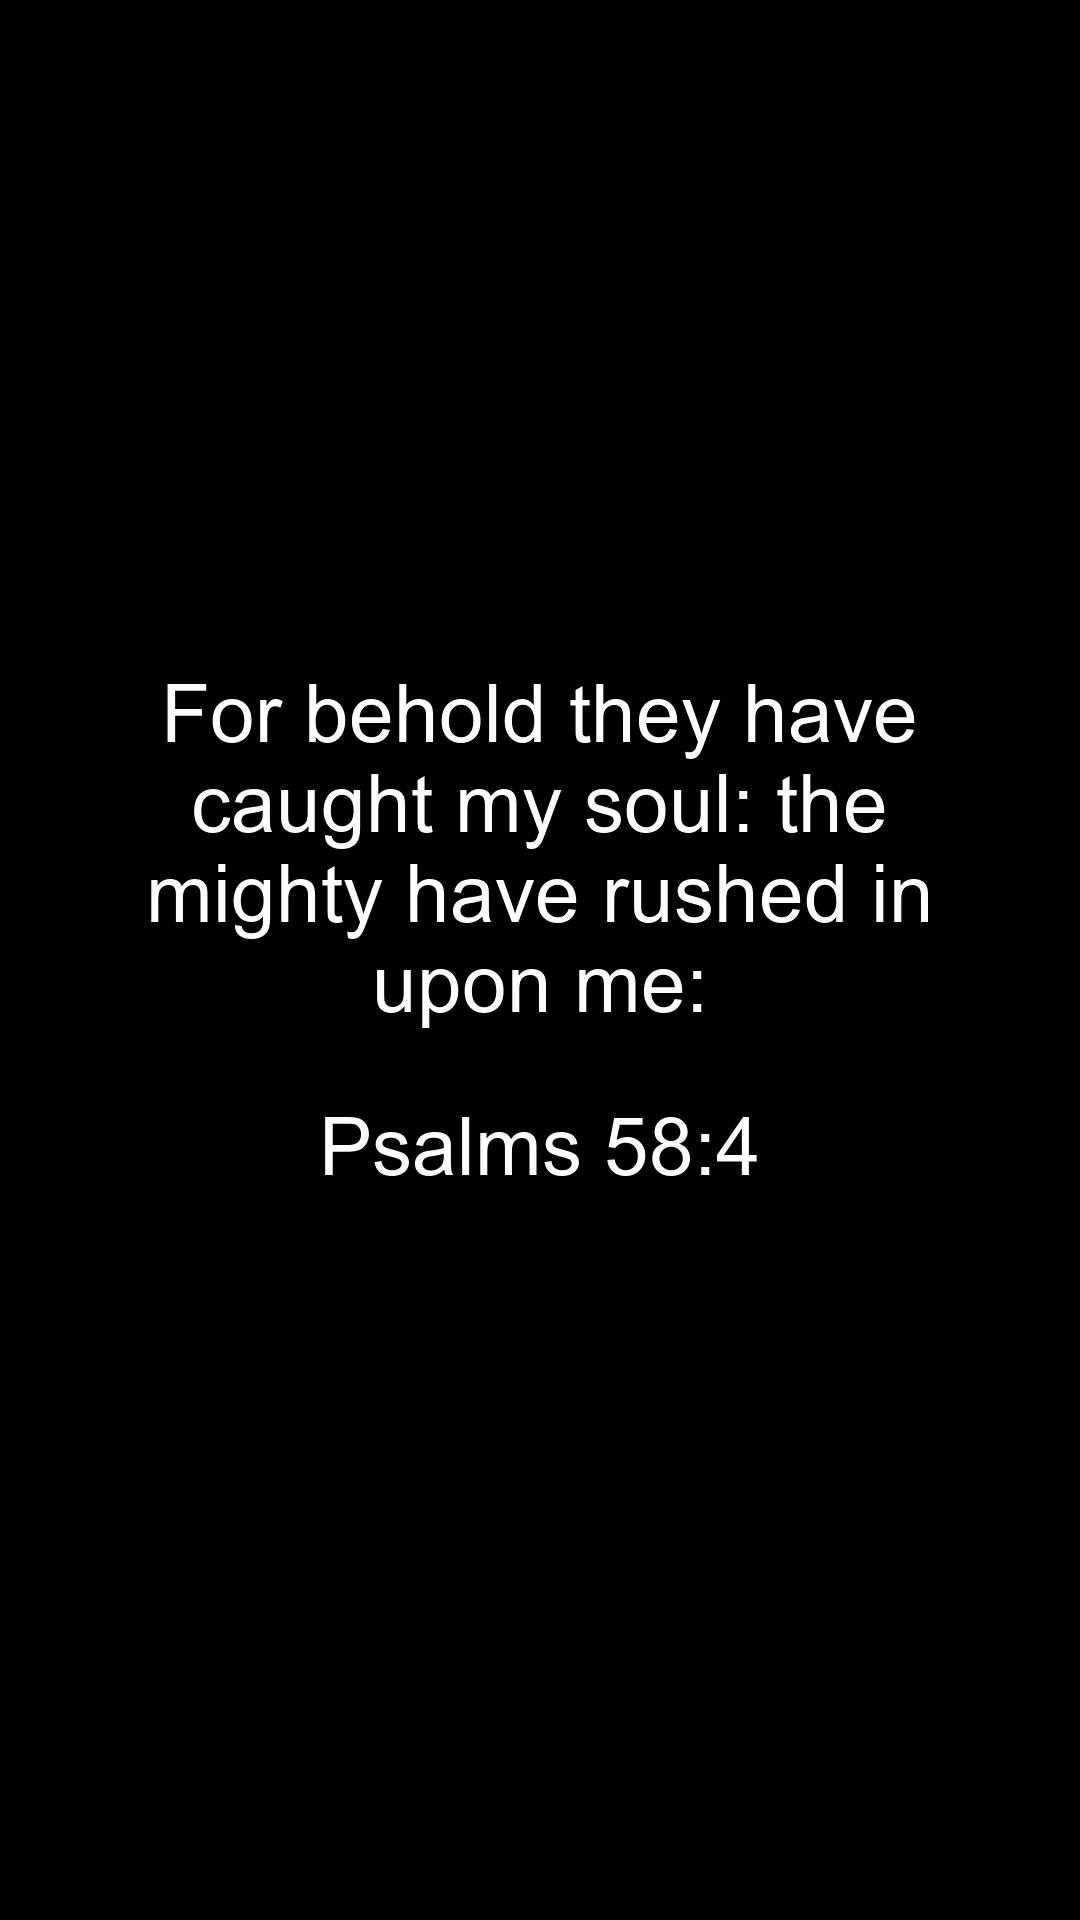 For behold they have
caught my soul: the
mighty have rushed in
upon me:
Psalms 58:4